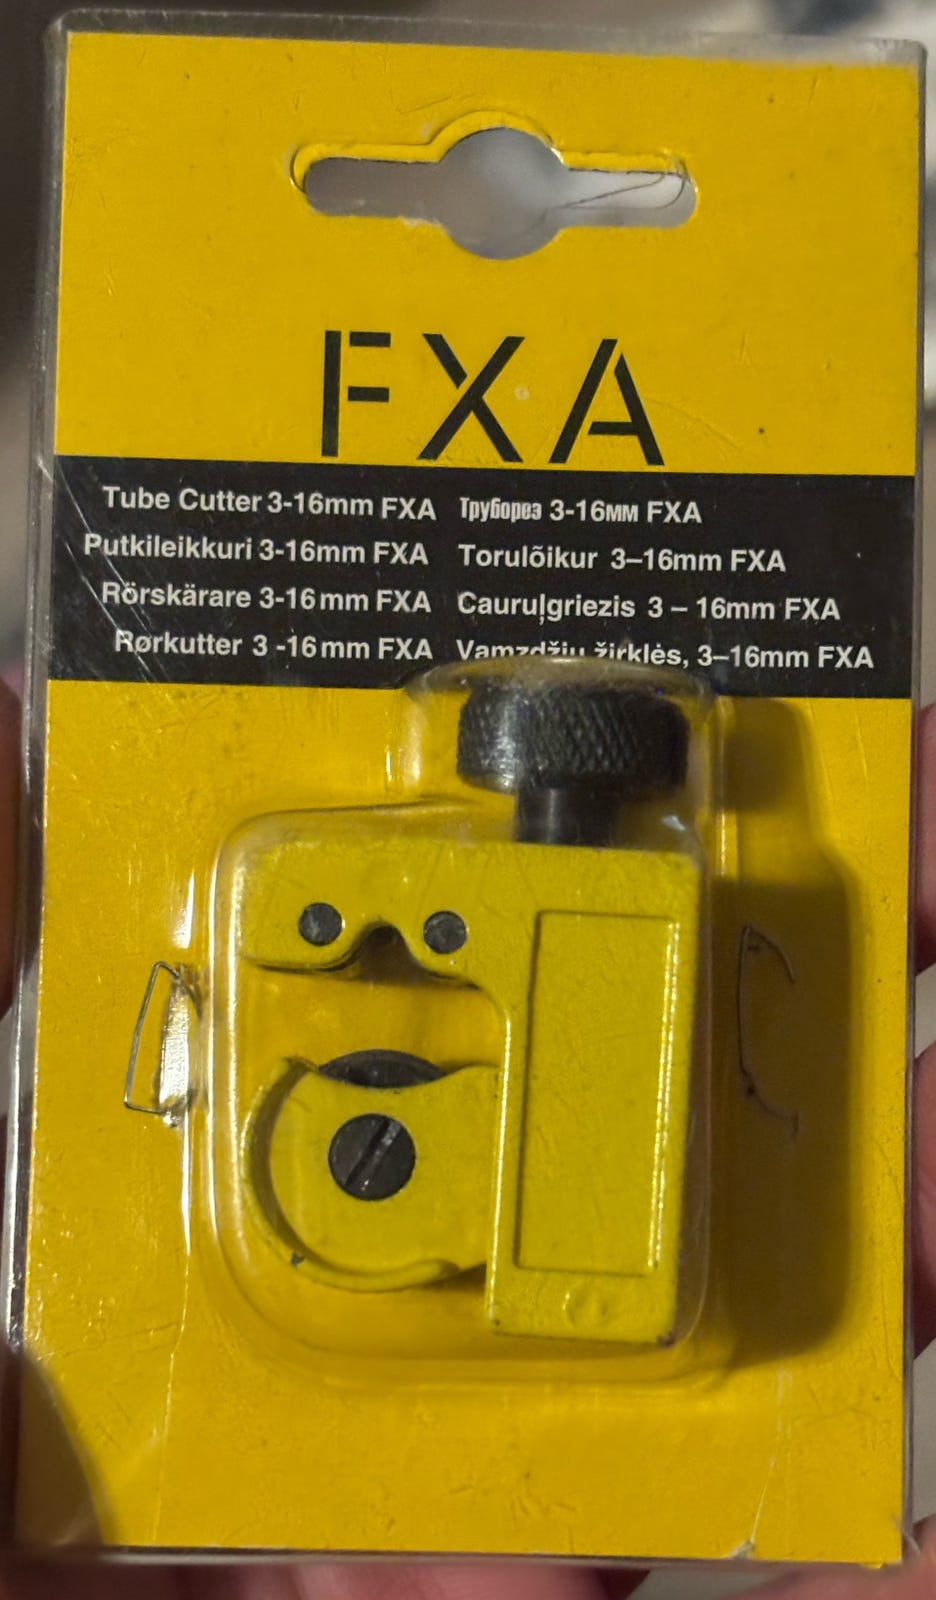 FXA
Tube Cutter 3-16mm FXA
Putkileikkuri 3-16mm FXA
Rörskärare 3-16mm FXA
Rørkutter 3-16mm FXA
Труборез 3-16мм FXA
Torulõikur 3–16mm FXA
Cauruļgriezis 3 – 16mm FXA
Vamzdžių žirklės, 3–16mm FXA